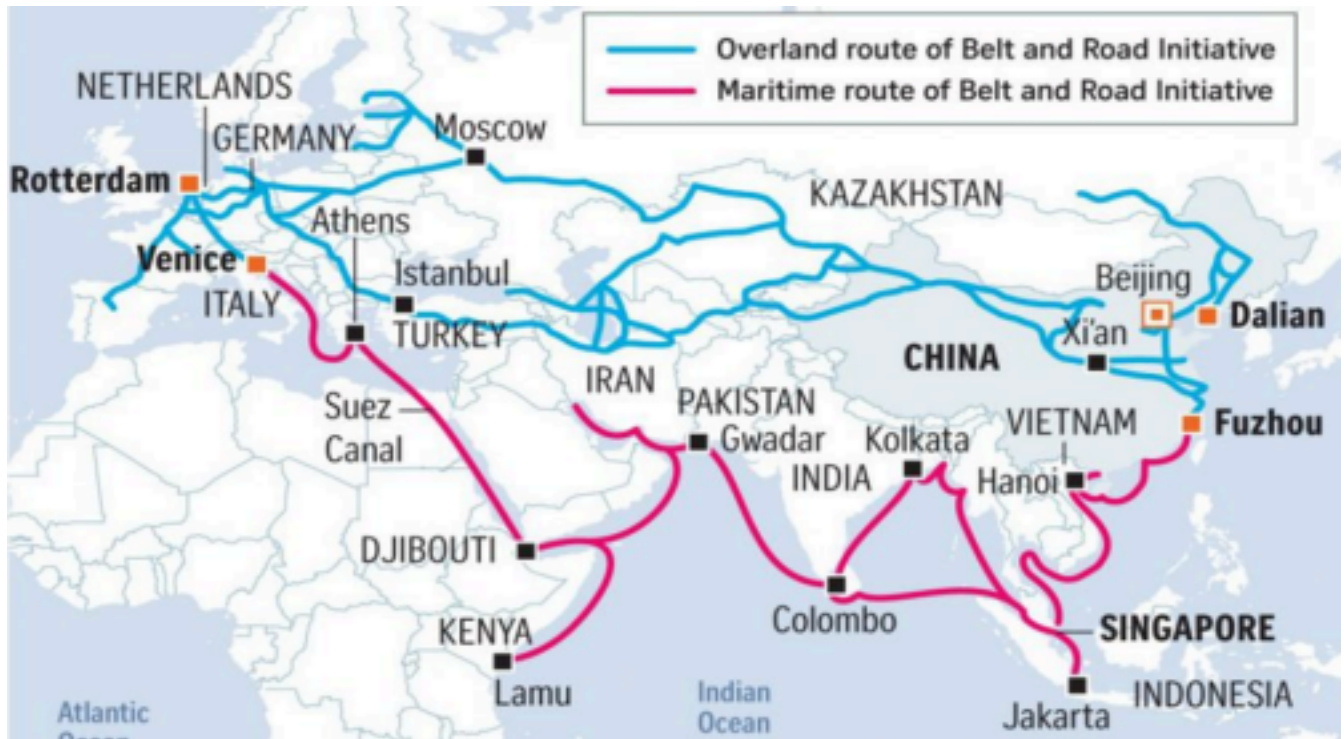 Overland route of Belt and Road Initiative
Maritime route of Belt and Road Initiative
NETHERLANDS
GERMANY
Moscow
Rotterdam
KAZAKHSTAN
Athens
Venice
Istanbul
Beijing
ITALY
TURKEY
Xi'an
Dalian
CHINA
IRAN
Suez
Canal
PAKISTAN
Gwadar
Kolkata
VIETNAM
Fuzhou
INDIA
Hanoi
DJIBOUTI
Colombo
KENYA
SINGAPORE
Lamu
Indian
Ocean
INDONESIA
Jakarta
Atlantic
Ocean